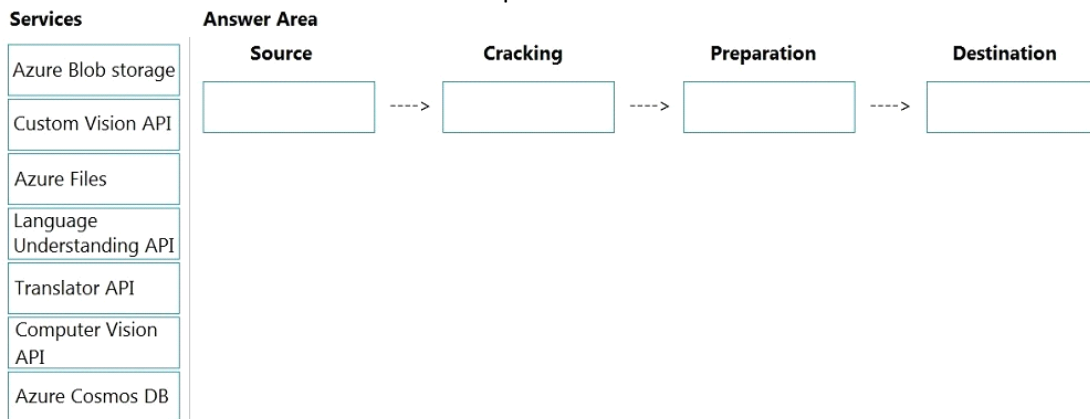 Services
Answer Area
Source
Cracking
Preparation
Destination
Azure Blob storage
Custom Vision API
Azure Files
Language
Understanding API
Translator API
Computer Vision
API
Azure Cosmos DB
---->
---->
---->